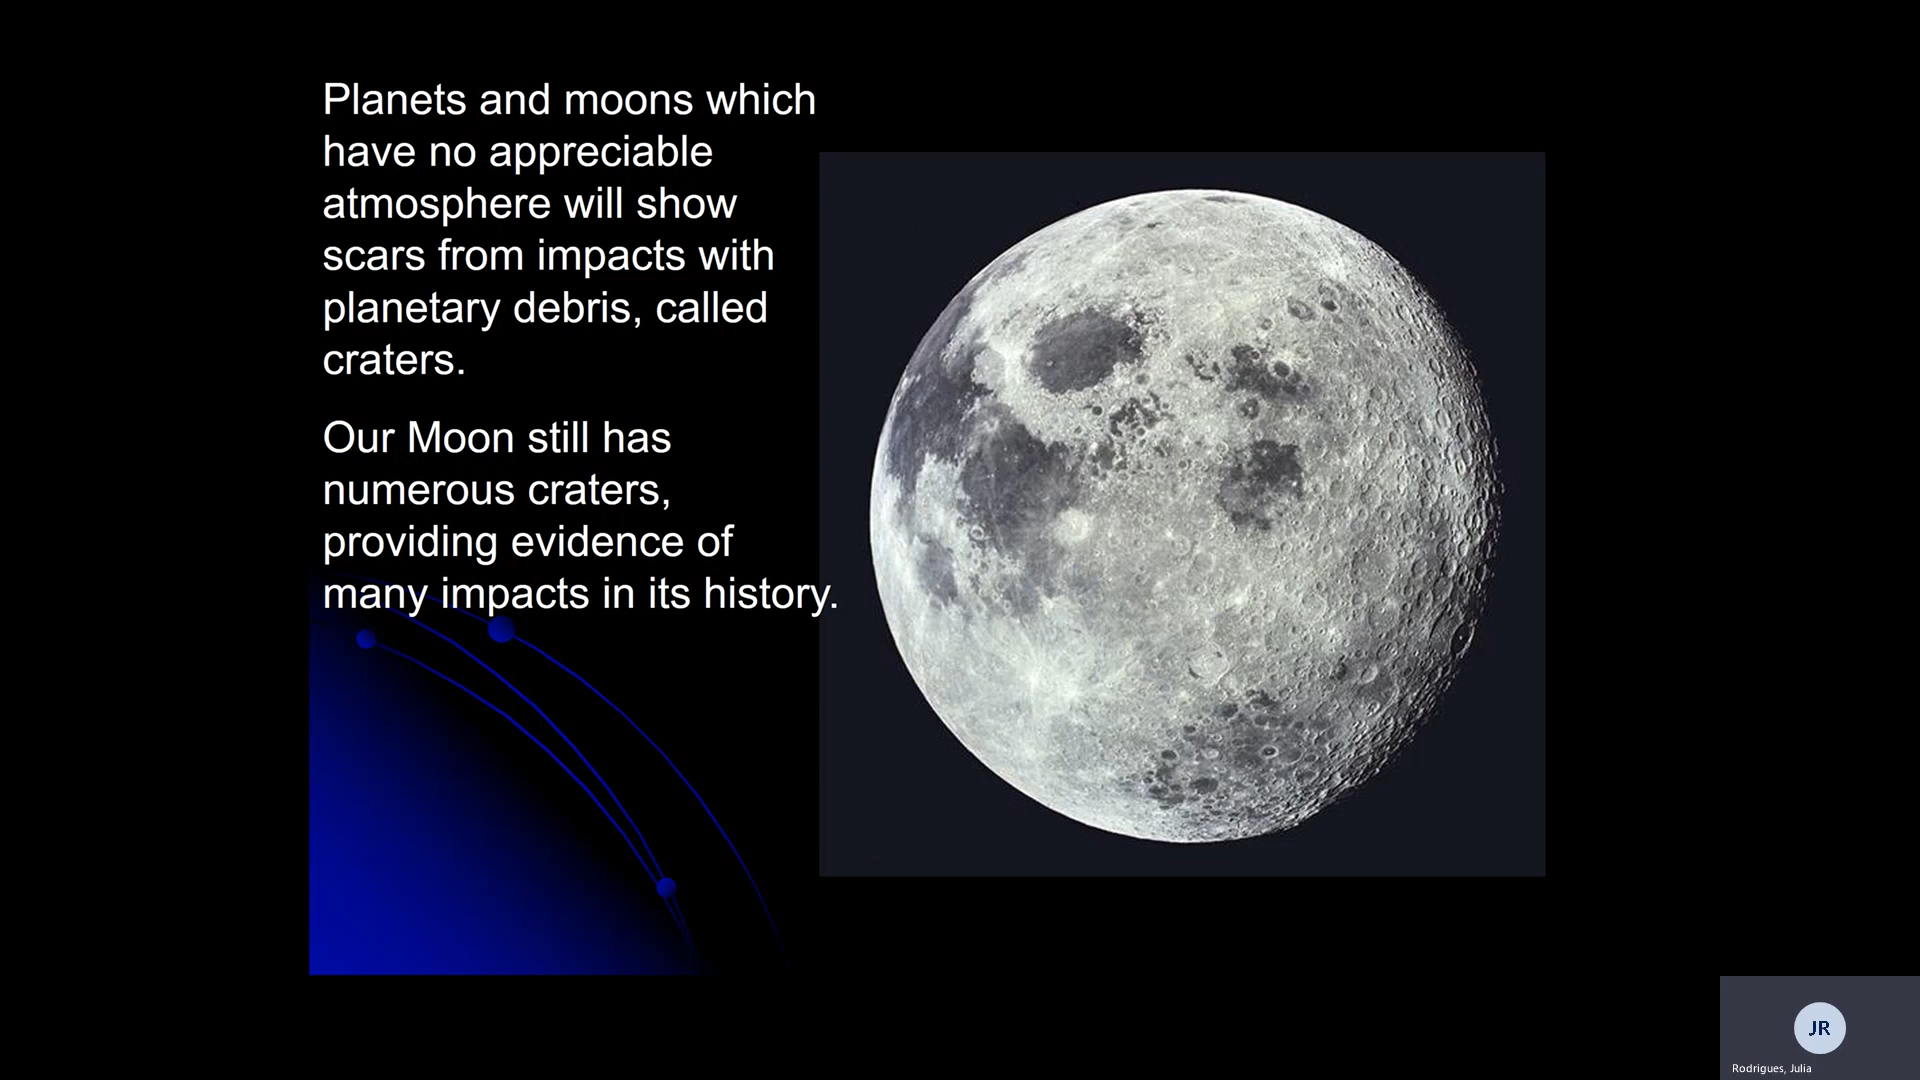 Planets and moons which
have no appreciable
atmosphere will show
scars from impacts with
planetary debris, called
craters.
Our Moon still has
numerous craters,
providing evidence of
many impacts in its history.
JR
Rodrigues, Julia